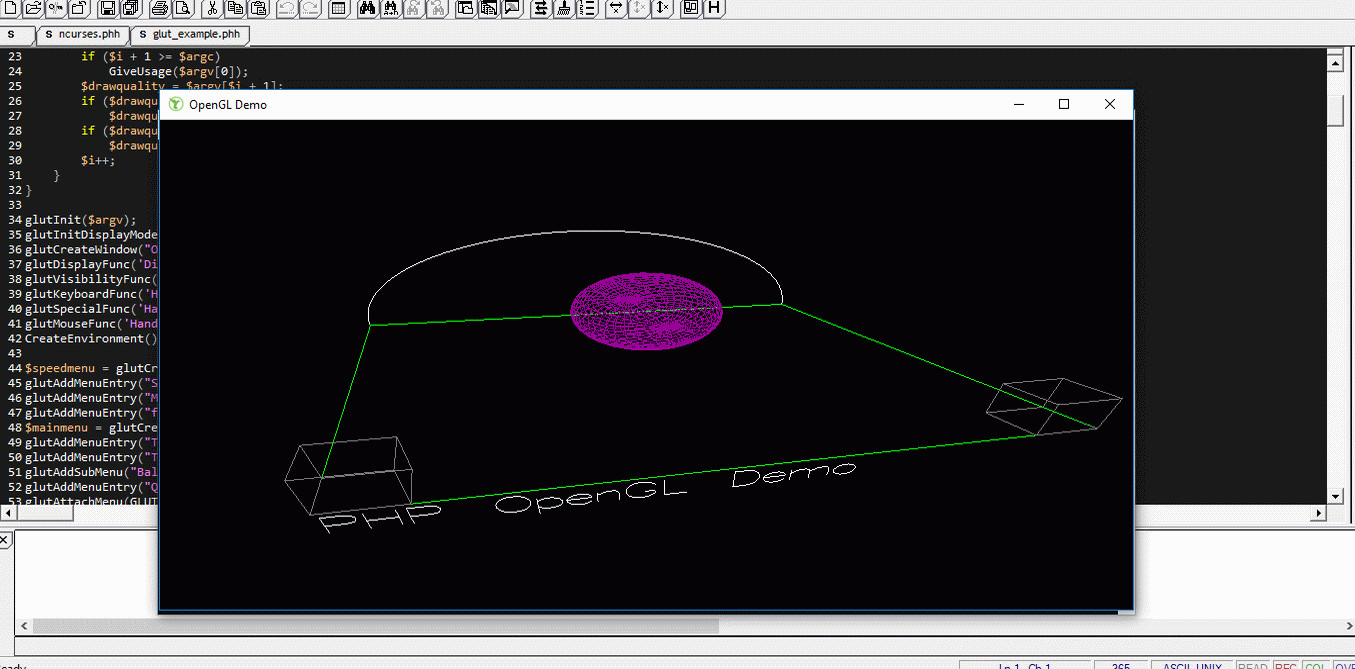 S
S ncurses.phh
S glut_example.phh
23 if ($i + 1 >= $argc)
24 GiveUsage($argv[0]);
25 $drawquality = $argv[$i + 1];
26 if ($drawqu
27 $drawqu
28 if ($drawqu
29 $drawqu
30 $i++;
31 }
32 }
33
34 glutInit($argv);
35 glutInitDisplayMode
36 glutCreateWindow("O
37 glutDisplayFunc('Di
38 glutVisibilityFunc(
39 glutKeyboardFunc('H
40 glutSpecialFunc('Ha
41 glutMouseFunc('Hand
42 CreateEnvironment()
43
44 $speedmenu = glutCr
45 glutAddMenuEntry("S
46 glutAddMenuEntry("M
47 glutAddMenuEntry("f
48 $mainmenu = glutCre
49 glutAddMenuEntry("T
50 glutAddMenuEntry("T
51 glutAddSubMenu("Bal
52 glutAddMenuEntry("Q
53 glutAttachMenu(GLUT
OpenGL Demo
PHP OpenGL Demo
Ln 1, Ch 1 265 ASCII, UNIX READ REC COL OVR